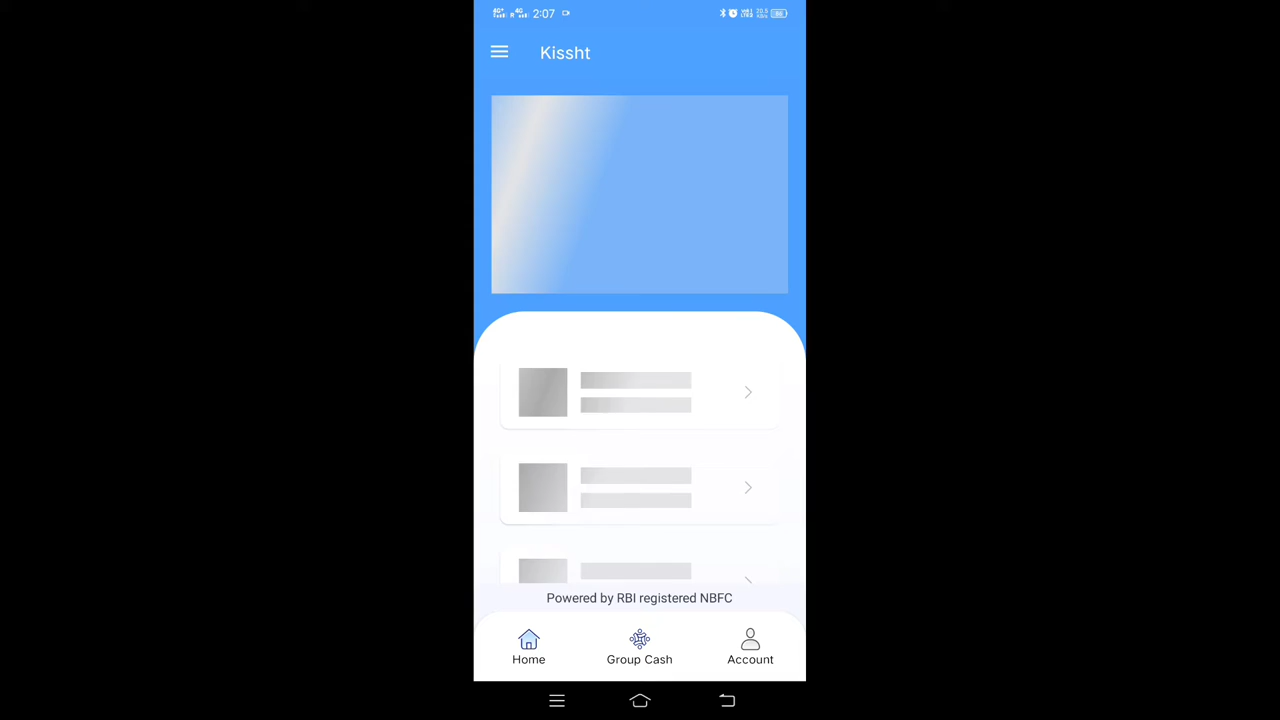 2:07
Kissht
Powered by RBI registered NBFC
Home
Group Cash
Account